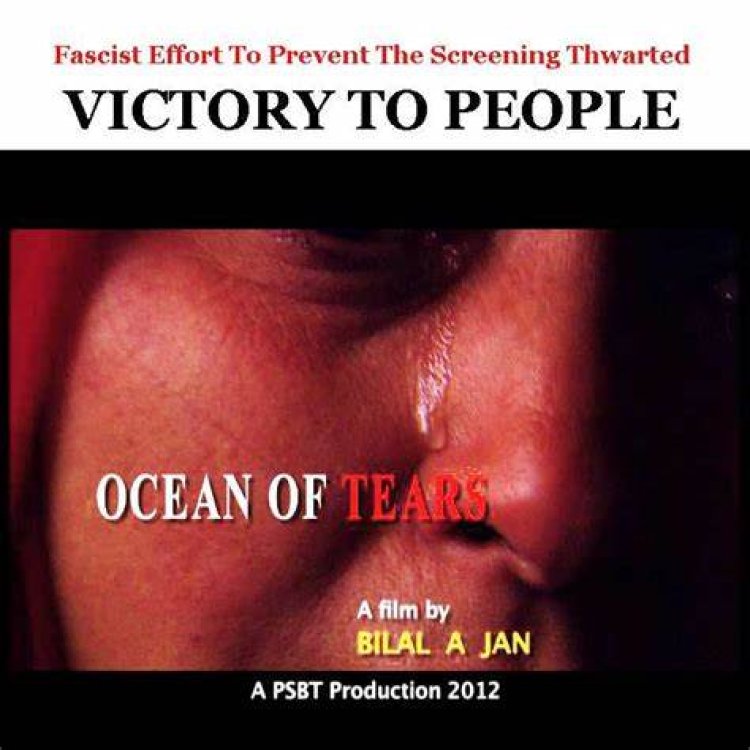 Fascist Effort To Prevent The Screening Thwarted
VICTORY TO PEOPLE
OCEAN OF TEARS
A film by
BILAL A JAN
A PSBT Production 2012